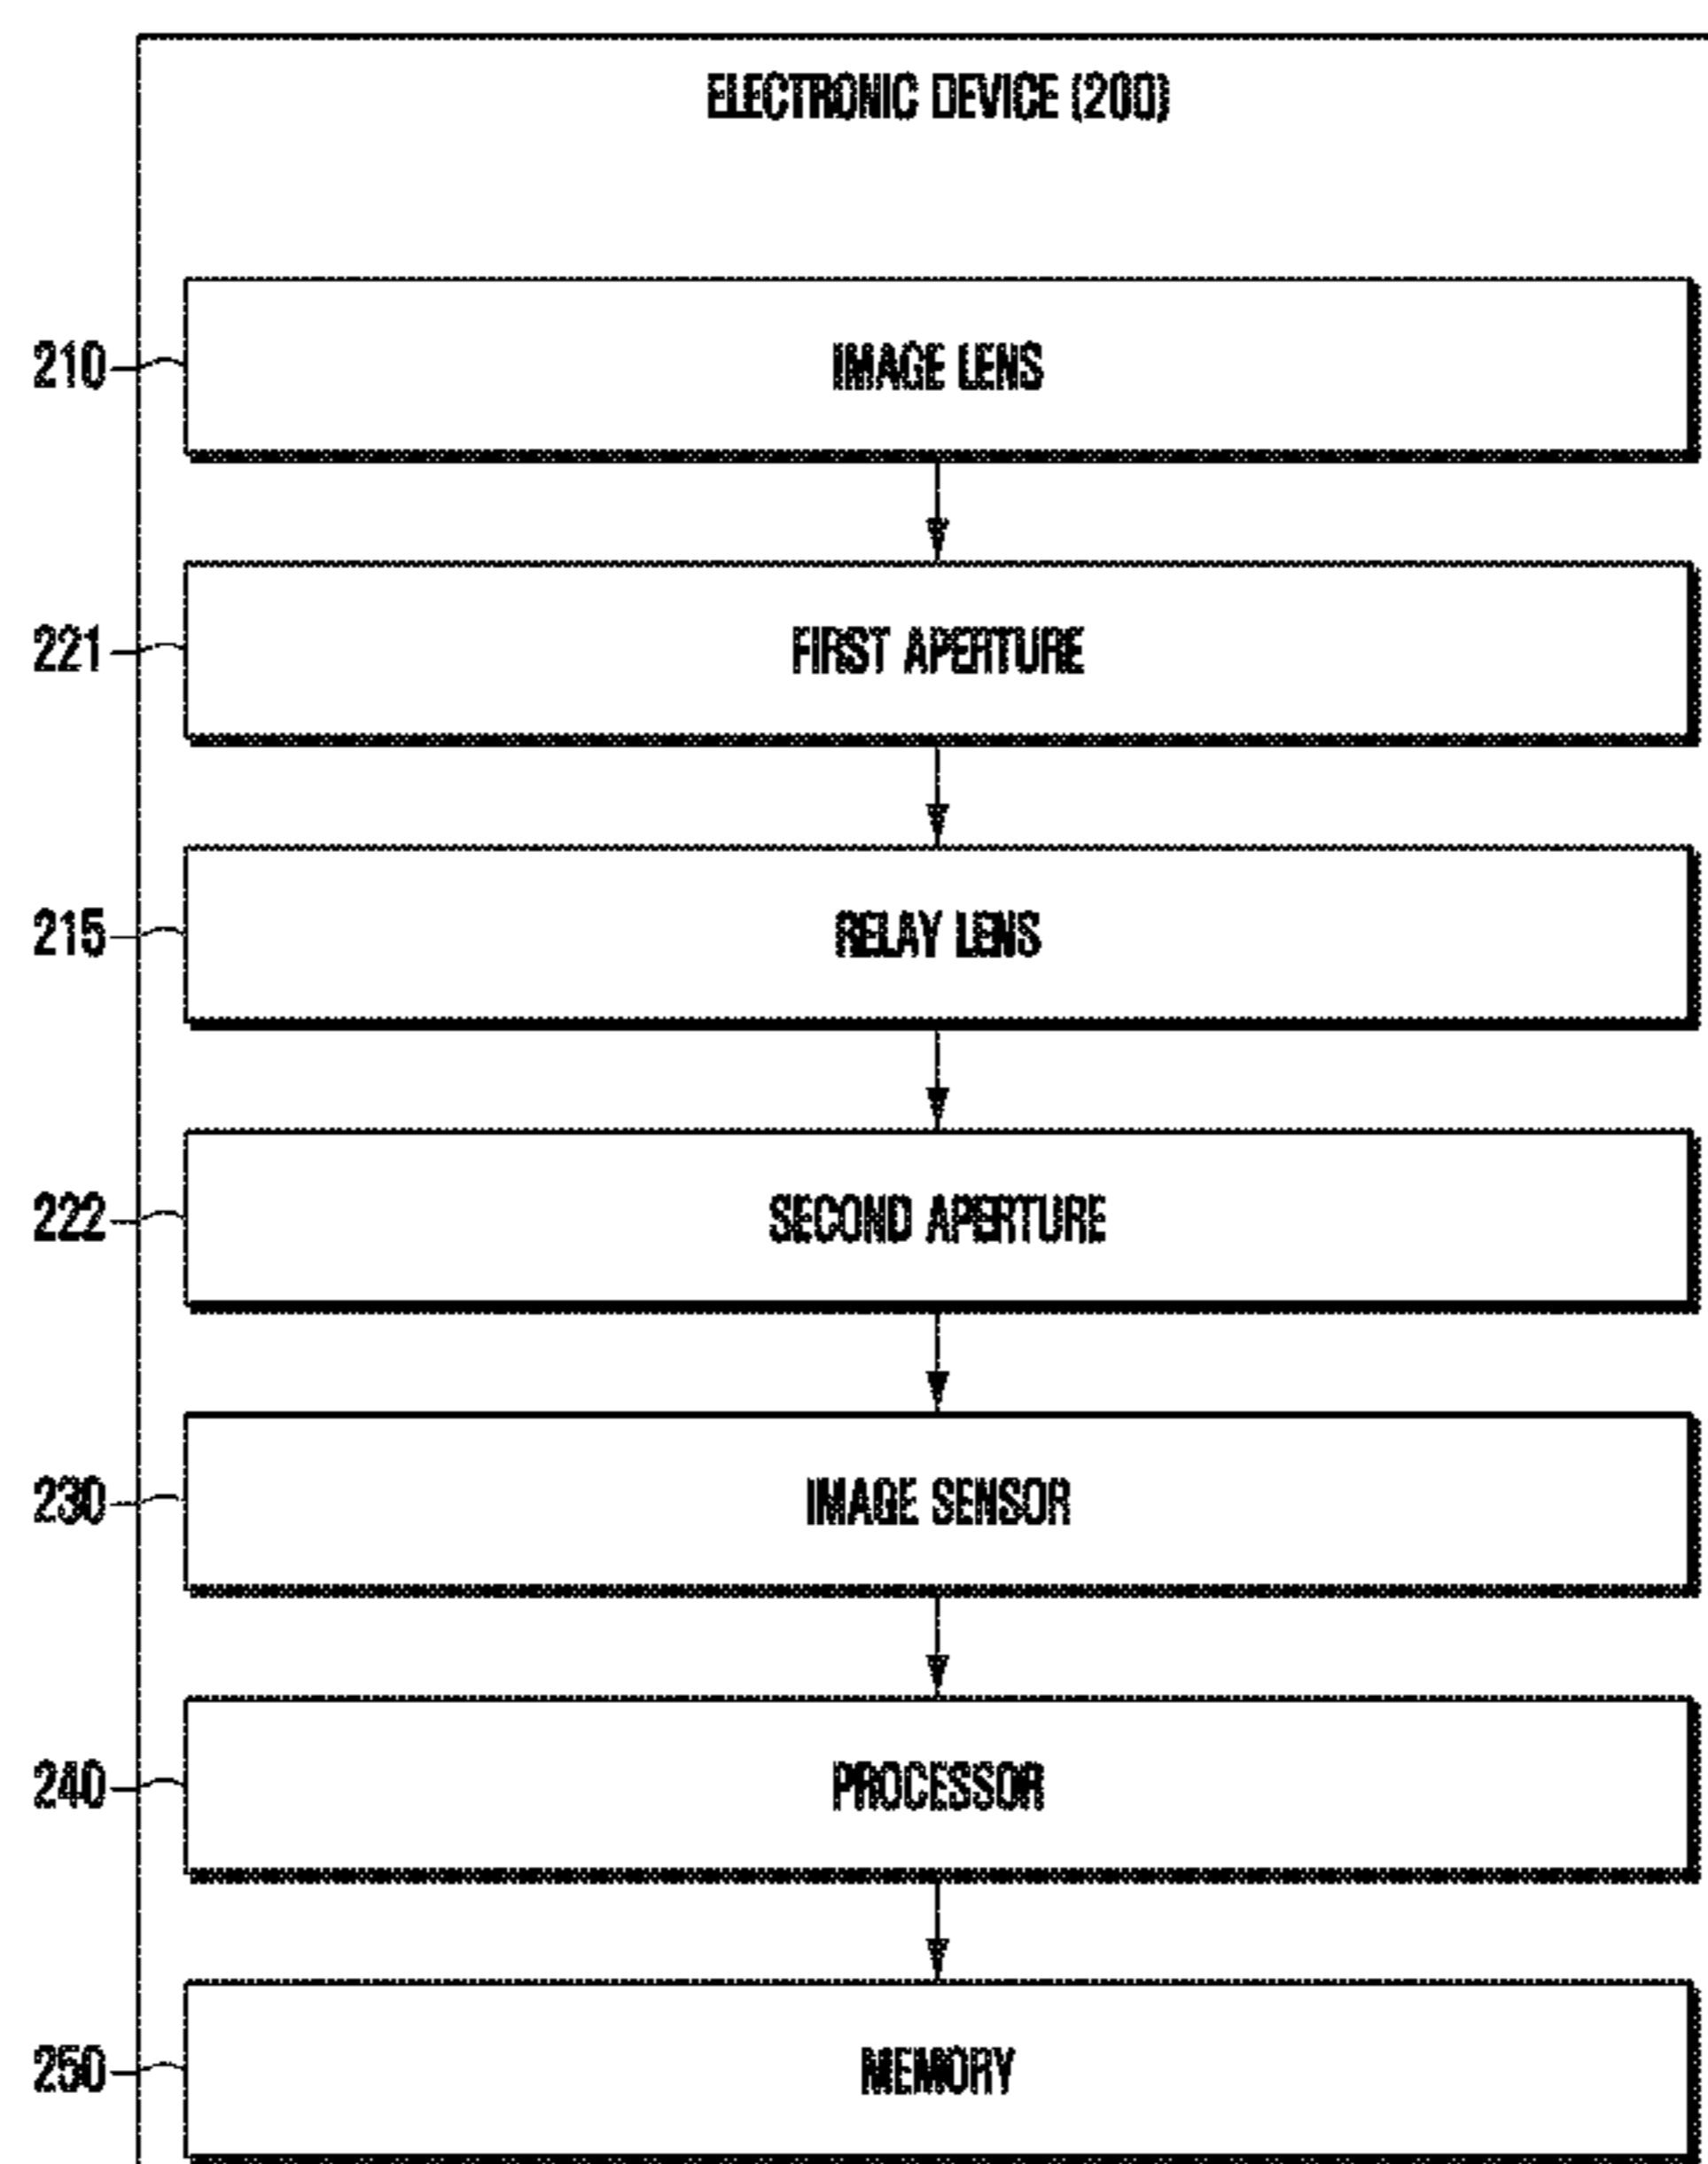 ELECTRONIC DEVICE (200)
210 IMAGE LENS
221 FIRST APERTURE
215 RELAY LENS
222 SECOND APERTURE
230 IMAGE SENSOR
240 PROCESSOR
250 MEMORY